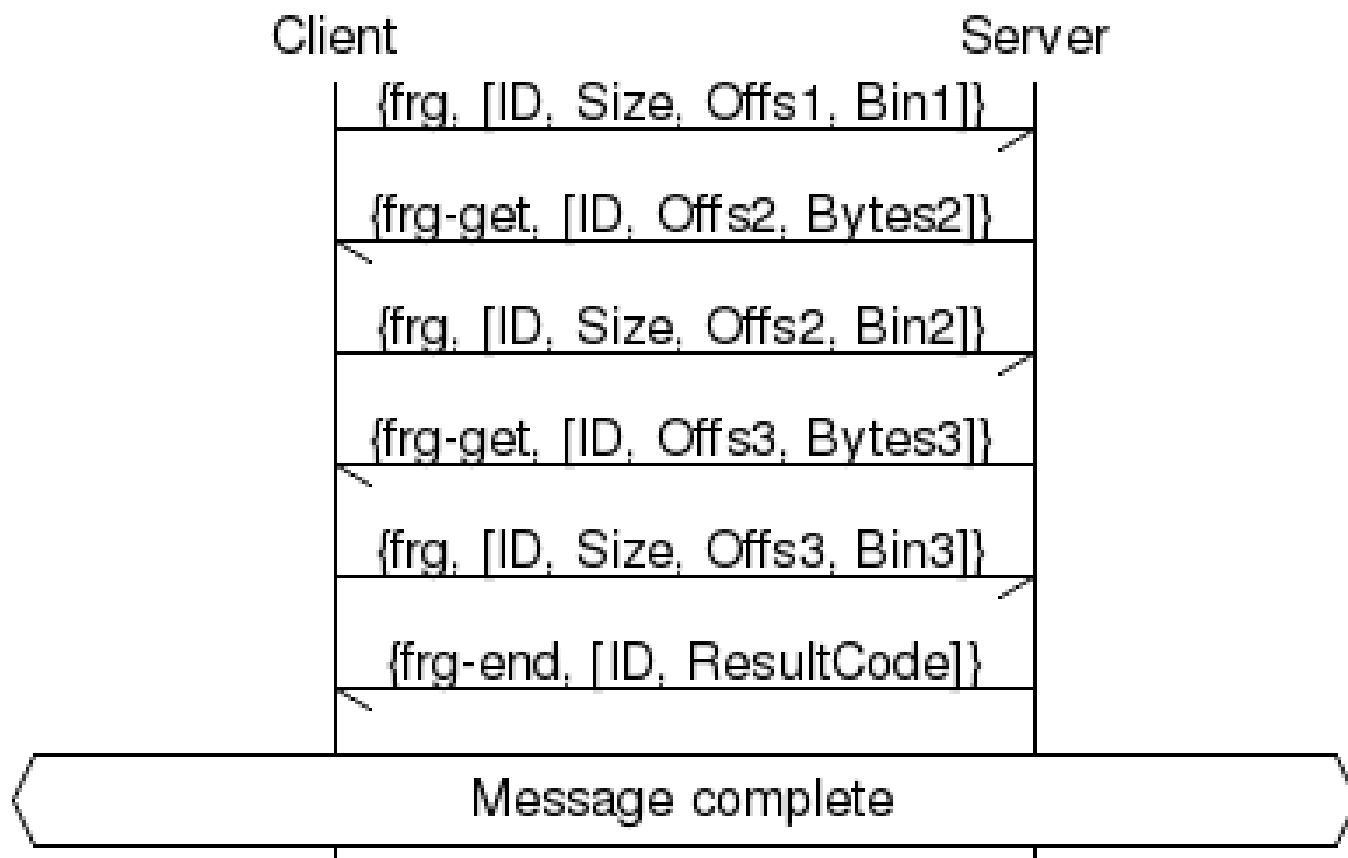 Client Server
{frg, [ID, Size, Offs1, Bin1]}
{frg-get, [ID, Offs2, Bytes2]}
{frg, [ID, Size, Offs2, Bin2]}
{frg-get, [ID, Offs3, Bytes3]}
{frg, [ID, Size, Offs3, Bin3]}
{frg-end, [ID, ResultCode]}
Message complete